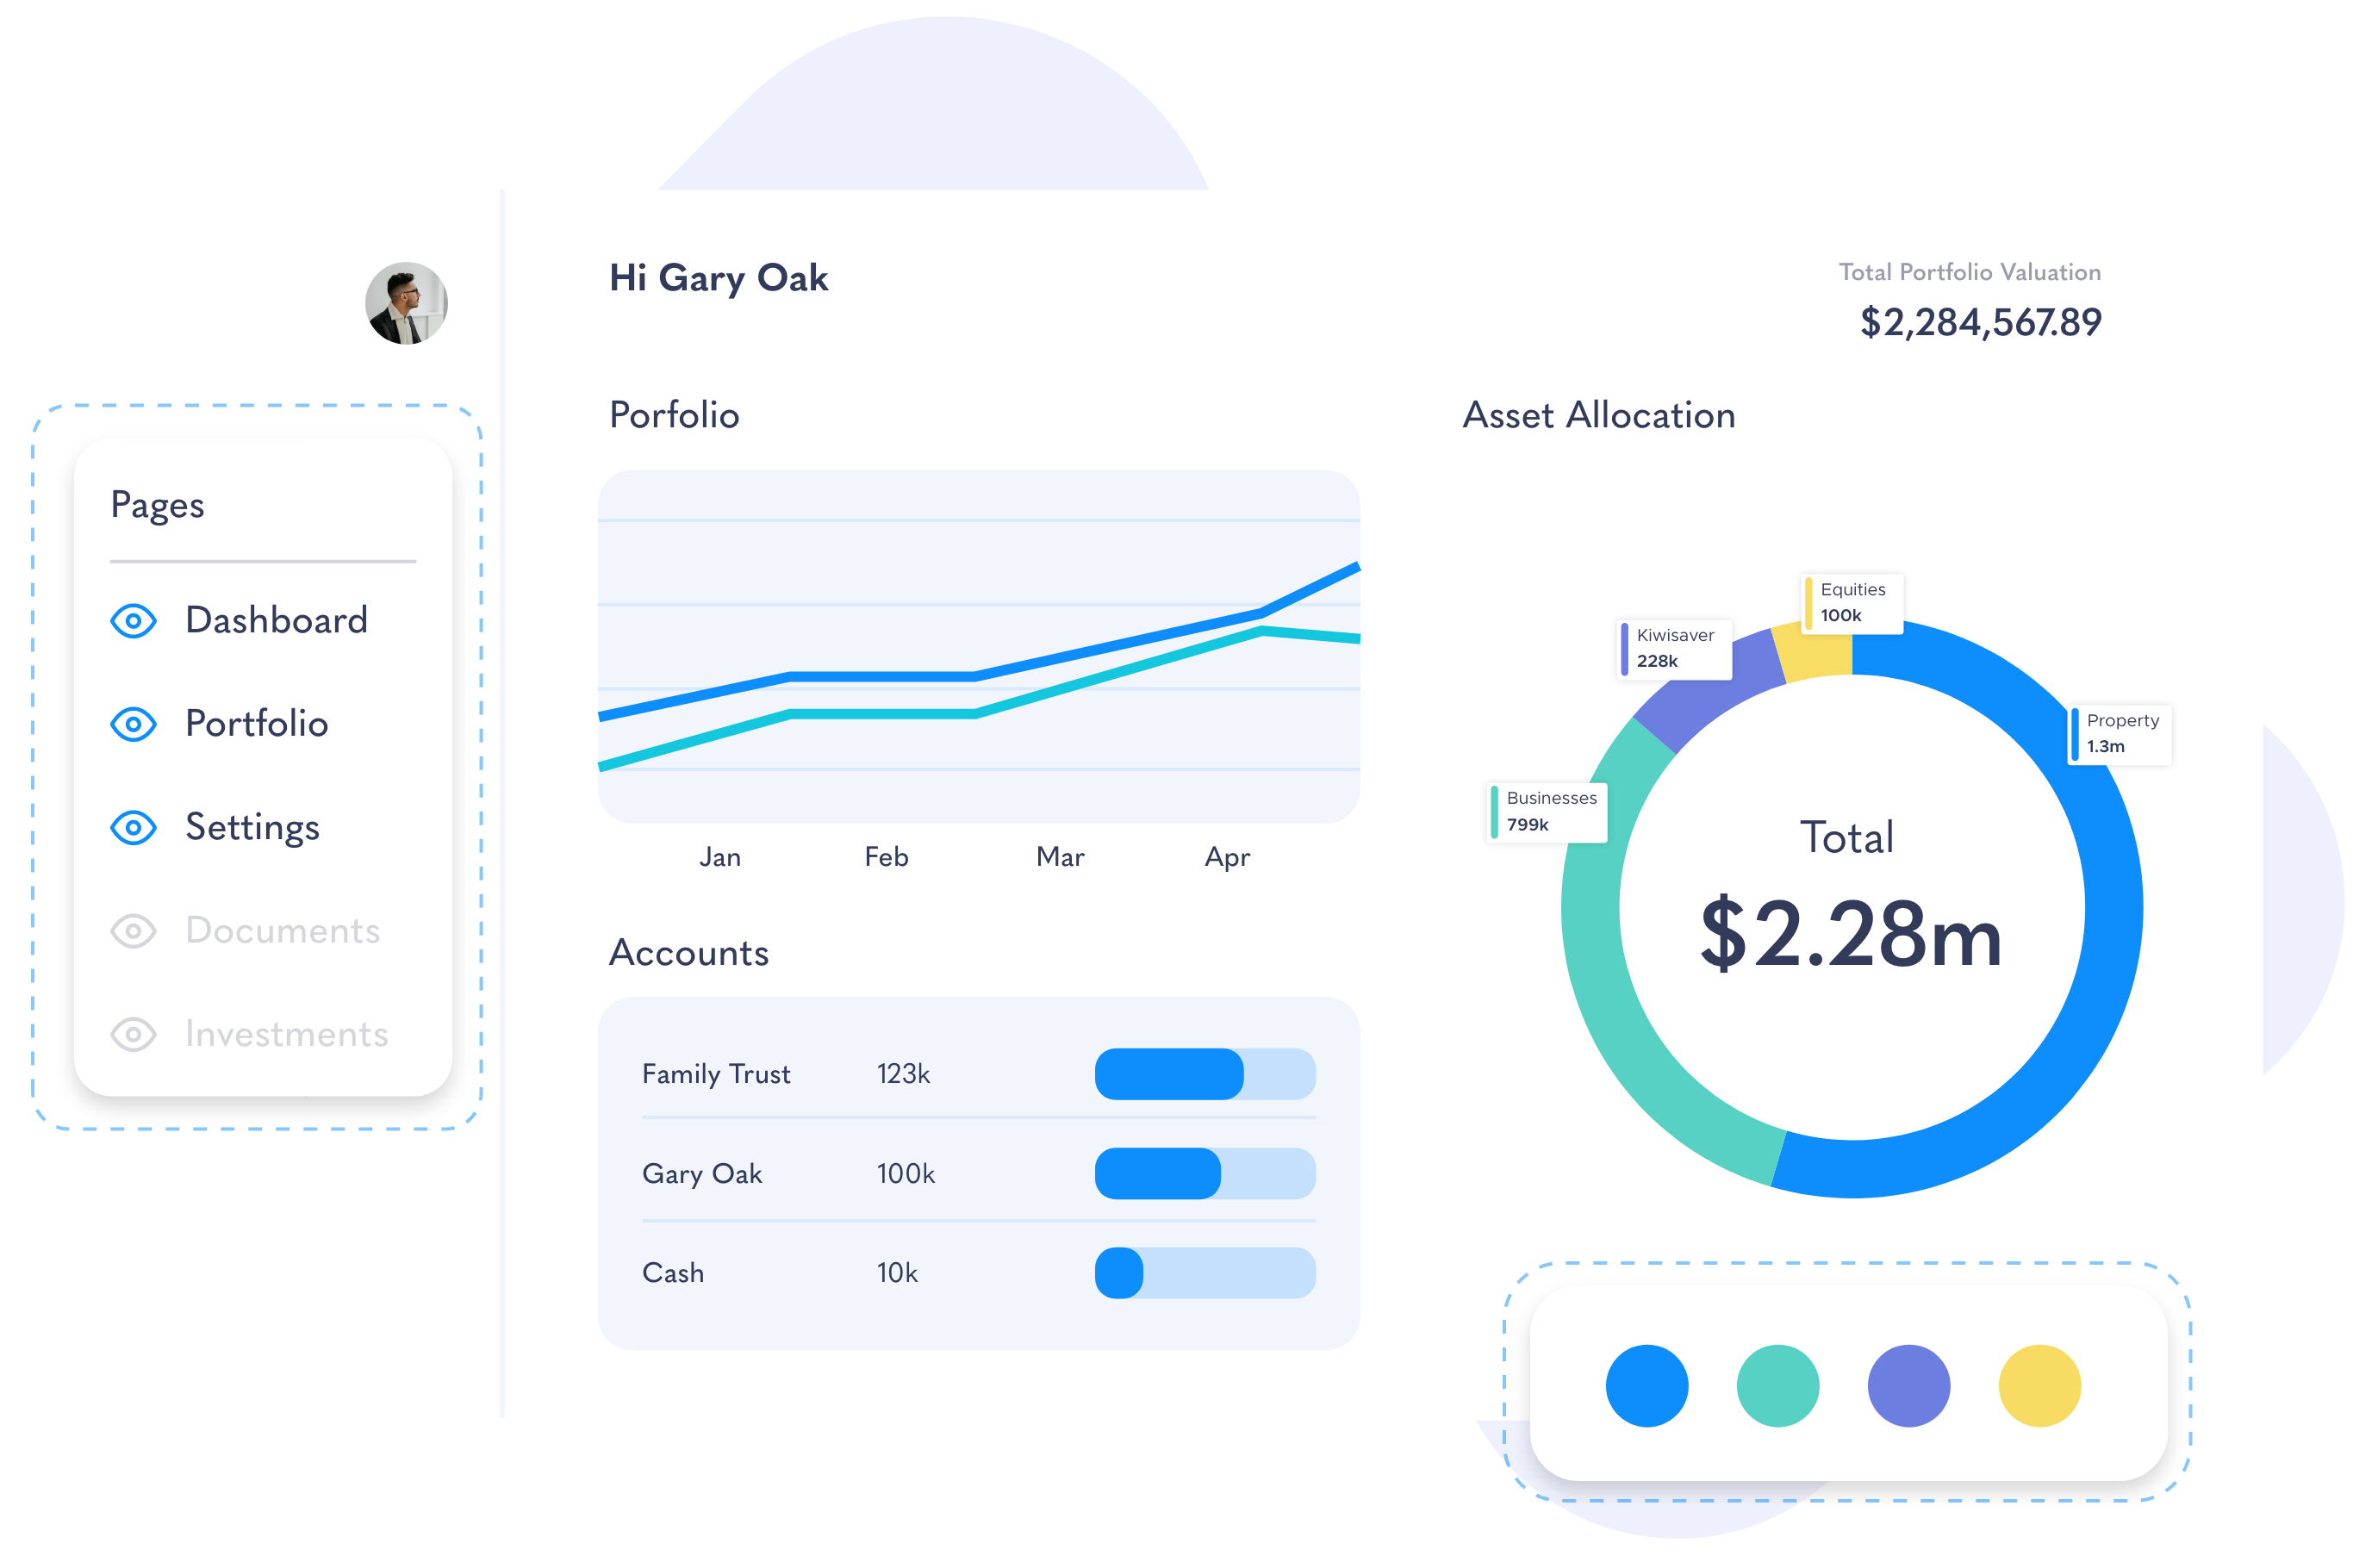 Hi Gary Oak
Total Portfolio Valuation
$2,284,567.89
Pages
Dashboard
Portfolio
Settings
Documents
Investments
Porfolio
Jan Feb Mar Apr
Accounts
Family Trust 123k
Gary Oak 100k
Cash 10k
Asset Allocation
Equities
100k
Kiwisaver
228k
Property
1.3m
Businesses
799k
Total
$2.28m